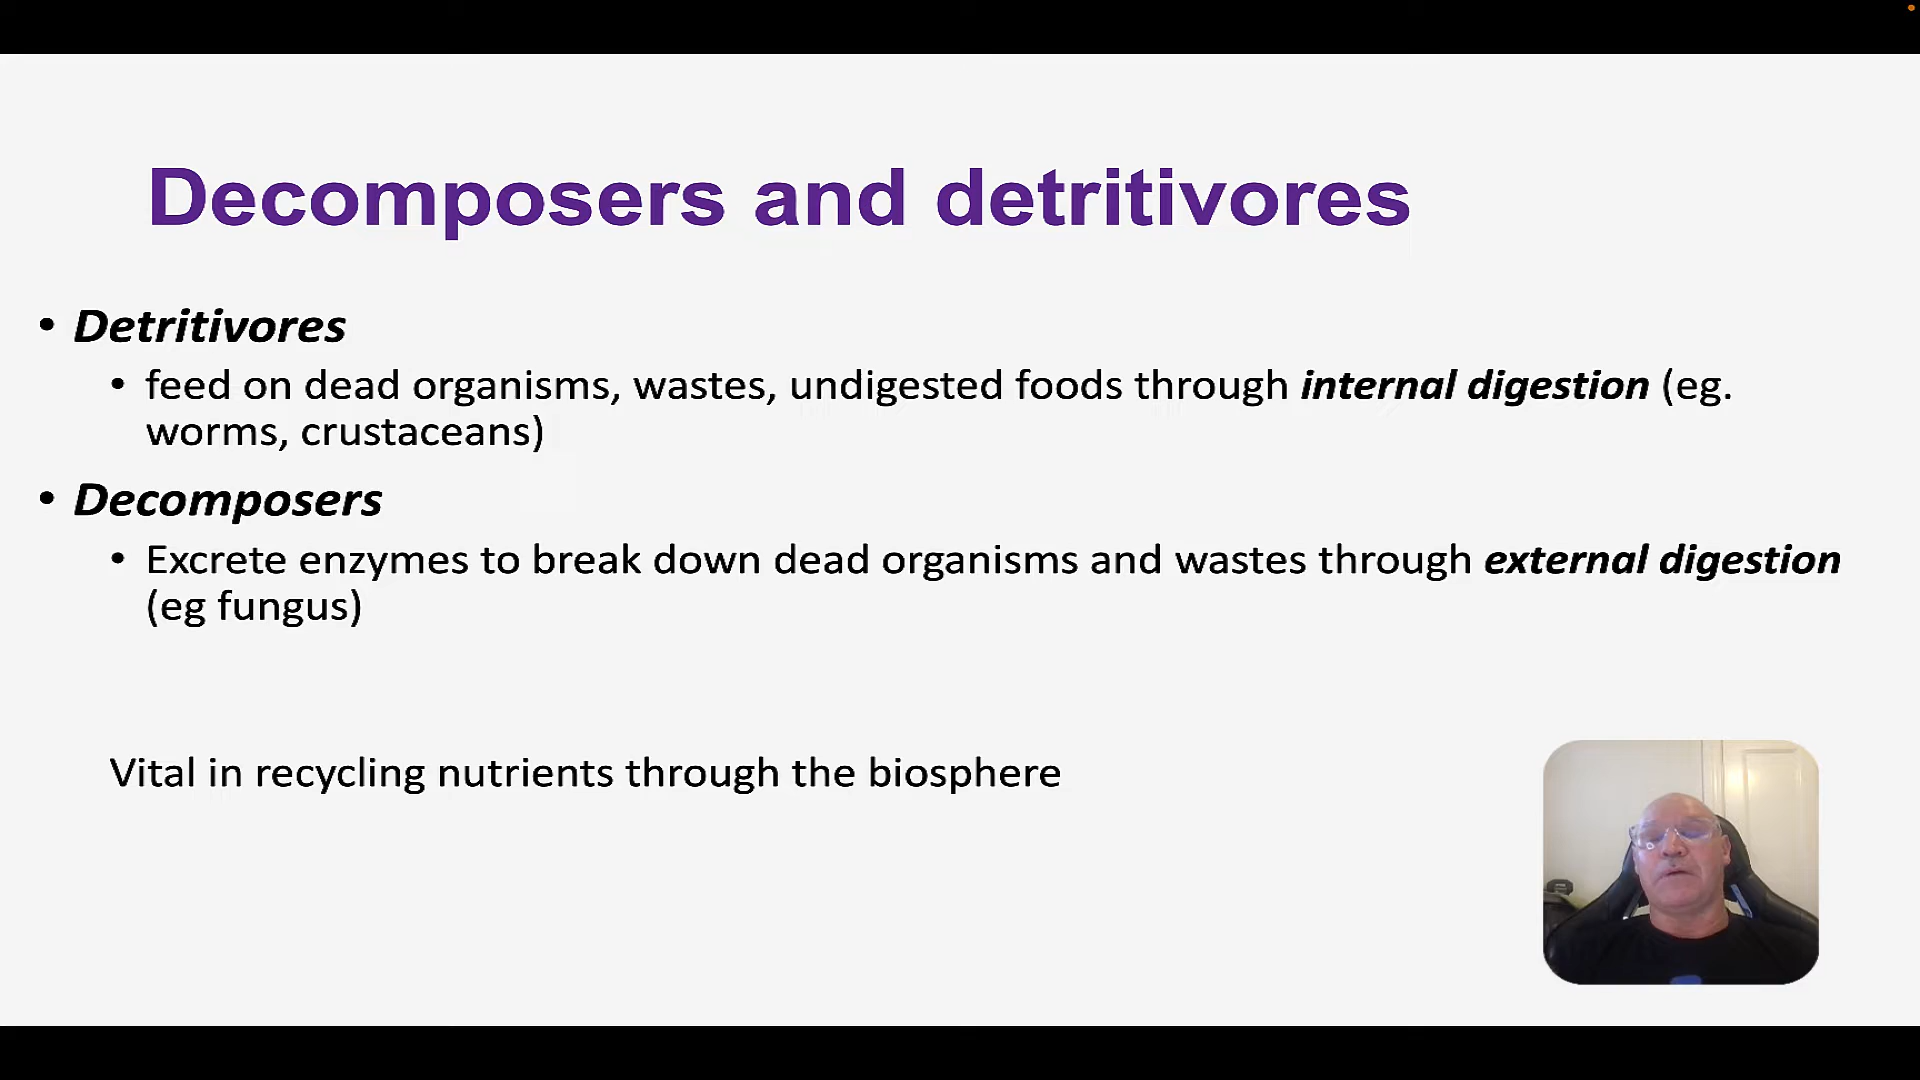 Decomposers and detritivores
• Detritivores
• feed on dead organisms, wastes, undigested foods through internal digestion (eg.
worms, crustaceans)
• Decomposers
• Excrete enzymes to break down dead organisms and wastes through external digestion
(eg fungus)
Vital in recycling nutrients through the biosphere